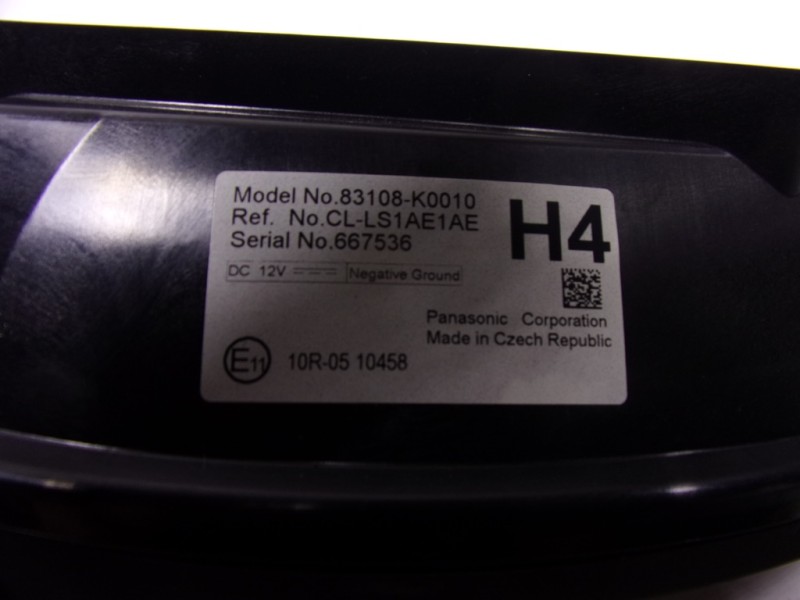 Model No.83108-K0010
Ref. No.CL-LS1AE1AE
Serial No.667536
H4
DC 12V Negative Ground
Panasonic Corporation
Made in Czech Republic
E11 10R-05 10458